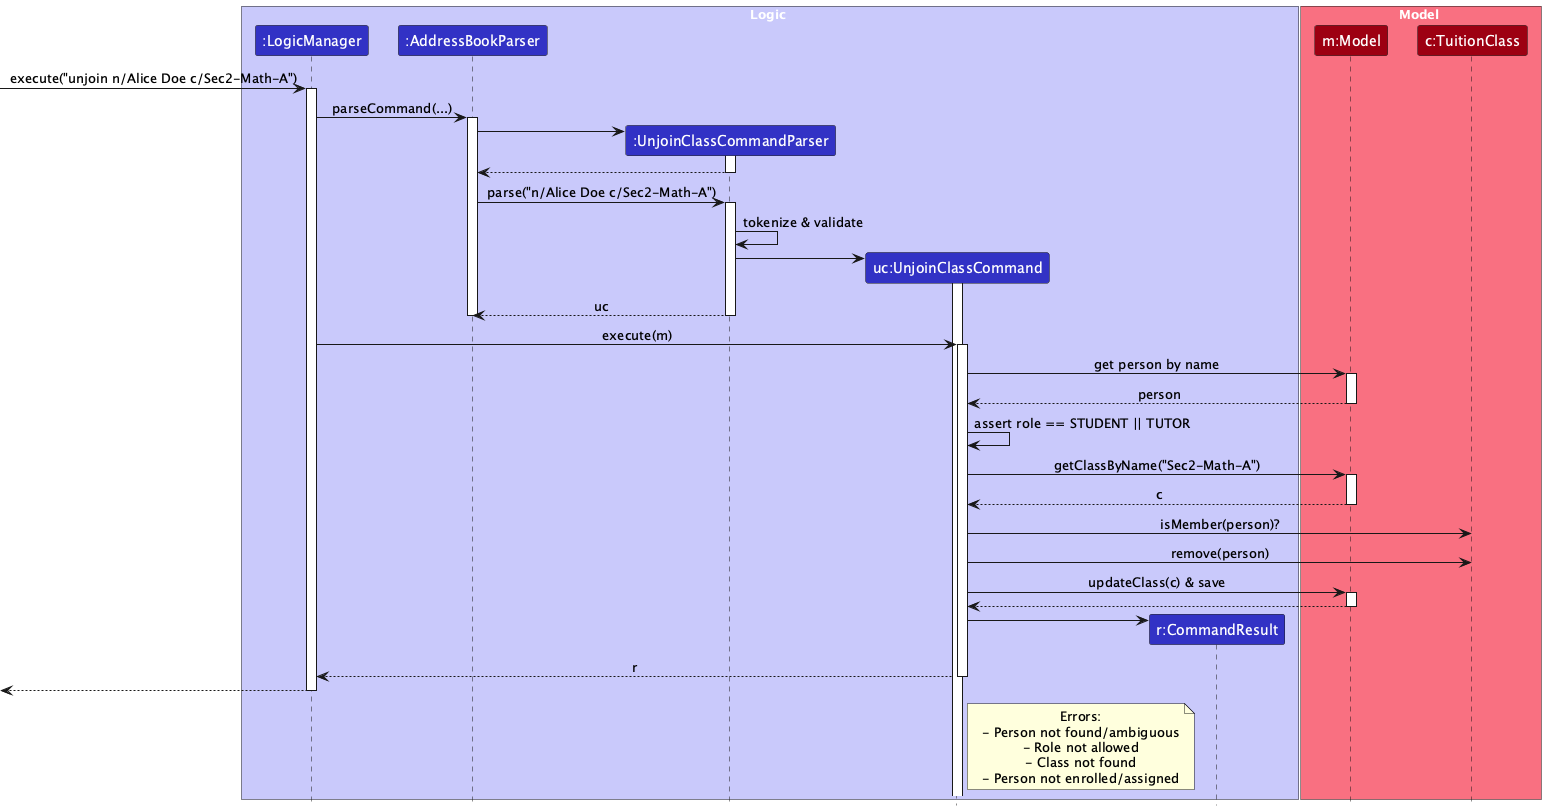 Logic
Model
:LogicManager
:AddressBookParser
m:Model
c:TuitionClass
execute("unjoin n/Alice Doe c/Sec2-Math-A")
parseCommand(...)
:UnjoinClassCommandParser
parse("n/Alice Doe c/Sec2-Math-A")
tokenize & validate
uc:UnjoinClassCommand
uc
execute(m)
get person by name
person
assert role == STUDENT || TUTOR
getClassByName("Sec2-Math-A")
c
isMember(person)?
remove(person)
updateClass(c) & save
r:CommandResult
r
Errors:
- Person not found/ambiguous
- Role not allowed
- Class not found
- Person not enrolled/assigned